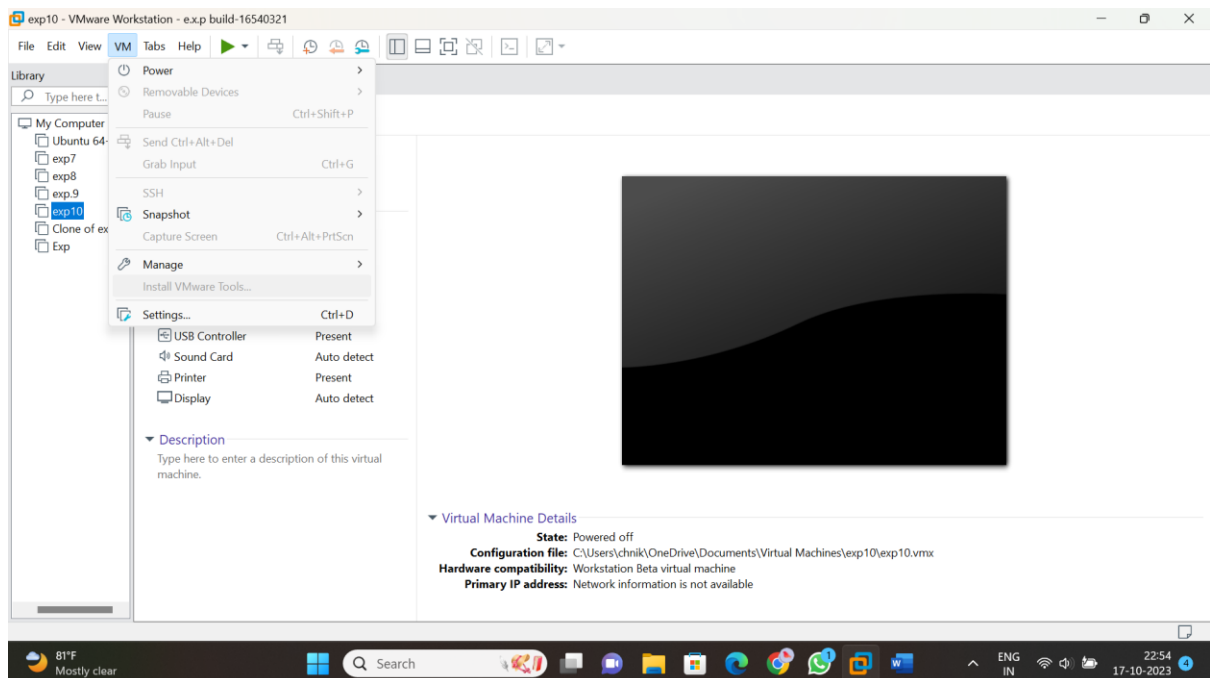 exp10 - VMware Workstation - e.x.p build-16540321
File Edit View VM Tabs Help
Library
Type here t...
My Computer
Ubuntu 64-
exp7
exp8
exp.9
exp10
Clone of ex
Exp
Power
Removable Devices
Pause Ctrl+Shift+P
Send Ctrl+Alt+Del
Grab Input Ctrl+G
SSH
Snapshot
Capture Screen Ctrl+Alt+PrtScn
Manage
Install VMware Tools...
Settings... Ctrl+D
USB Controller Present
Sound Card Auto detect
Printer Present
Display Auto detect
Description
Type here to enter a description of this virtual
machine.
Virtual Machine Details
State: Powered off
Configuration file: C:\Users\chnik\OneDrive\Documents\Virtual Machines\exp10\exp10.vmx
Hardware compatibility: Workstation Beta virtual machine
Primary IP address: Network information is not available
81°F
Mostly clear
Search
1
W
ENG
IN
22:54
17-10-2023
4